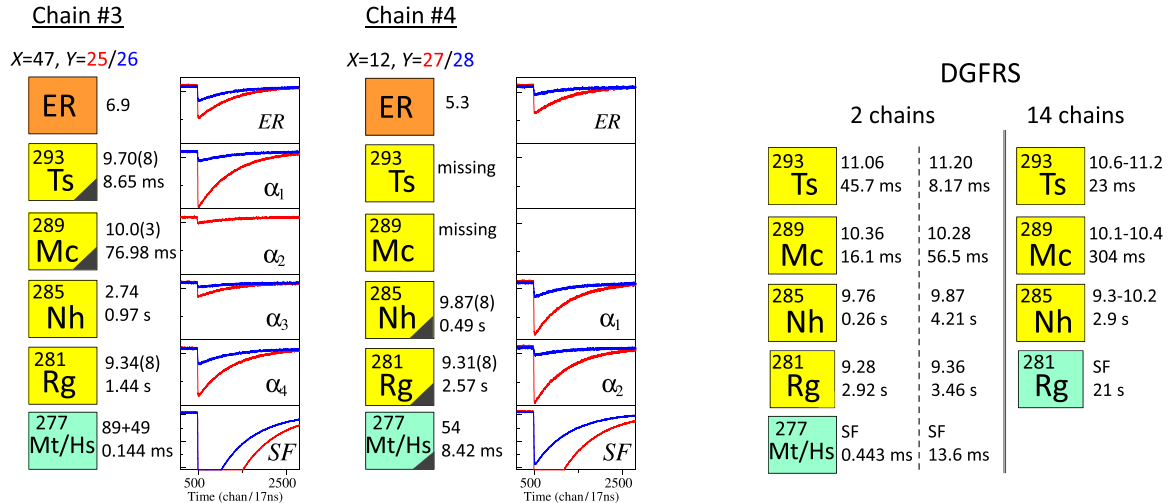 Chain #3
X=47, Y=25/26
ER
6.9
ER
293
Ts
9.70(8)
8.65 ms
α1
289
Mc
10.0(3)
76.98 ms
α2
285
Nh
2.74
0.97 s
α3
281
Rg
9.34(8)
1.44 s
α4
277
Mt/Hs
89+49
0.144 ms
SF
500 2500
Time (chan/17ns)
Chain #4
X=12, Y=27/28
ER
5.3
ER
293
Ts
missing
289
Mc
missing
285
Nh
9.87(8)
0.49 s
α1
281
Rg
9.31(8)
2.57 s
α2
277
Mt/Hs
54
8.42 ms
SF
500 2500
Time (chan/17ns)
DGFRS
2 chains
293
Ts
11.06
45.7 ms
11.20
8.17 ms
289
Mc
10.36
16.1 ms
10.28
56.5 ms
285
Nh
9.76
0.26 s
9.87
4.21 s
281
Rg
9.28
2.92 s
9.36
3.46 s
277
Mt/Hs
SF
0.443 ms
SF
13.6 ms
14 chains
293
Ts
10.6-11.2
23 ms
289
Mc
10.1-10.4
304 ms
285
Nh
9.3-10.2
2.9 s
281
Rg
SF
21 s